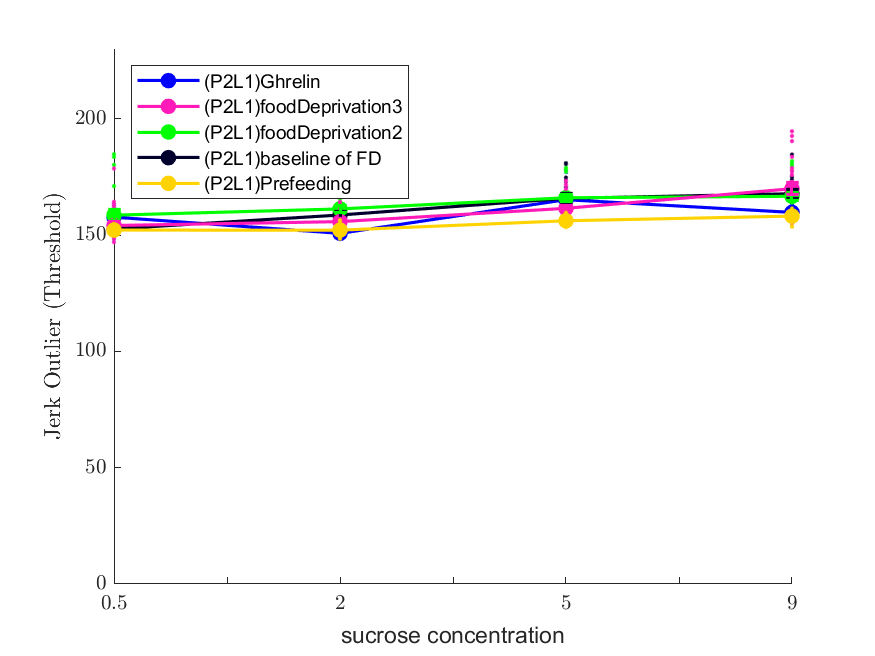 (P2L1)Ghrelin
(P2L1)foodDeprivation3
(P2L1)foodDeprivation2
(P2L1)baseline of FD
(P2L1)Prefeeding
200
150
100
50
0
Jerk Outlier (Threshold)
0.5 2 5 9
sucrose concentration